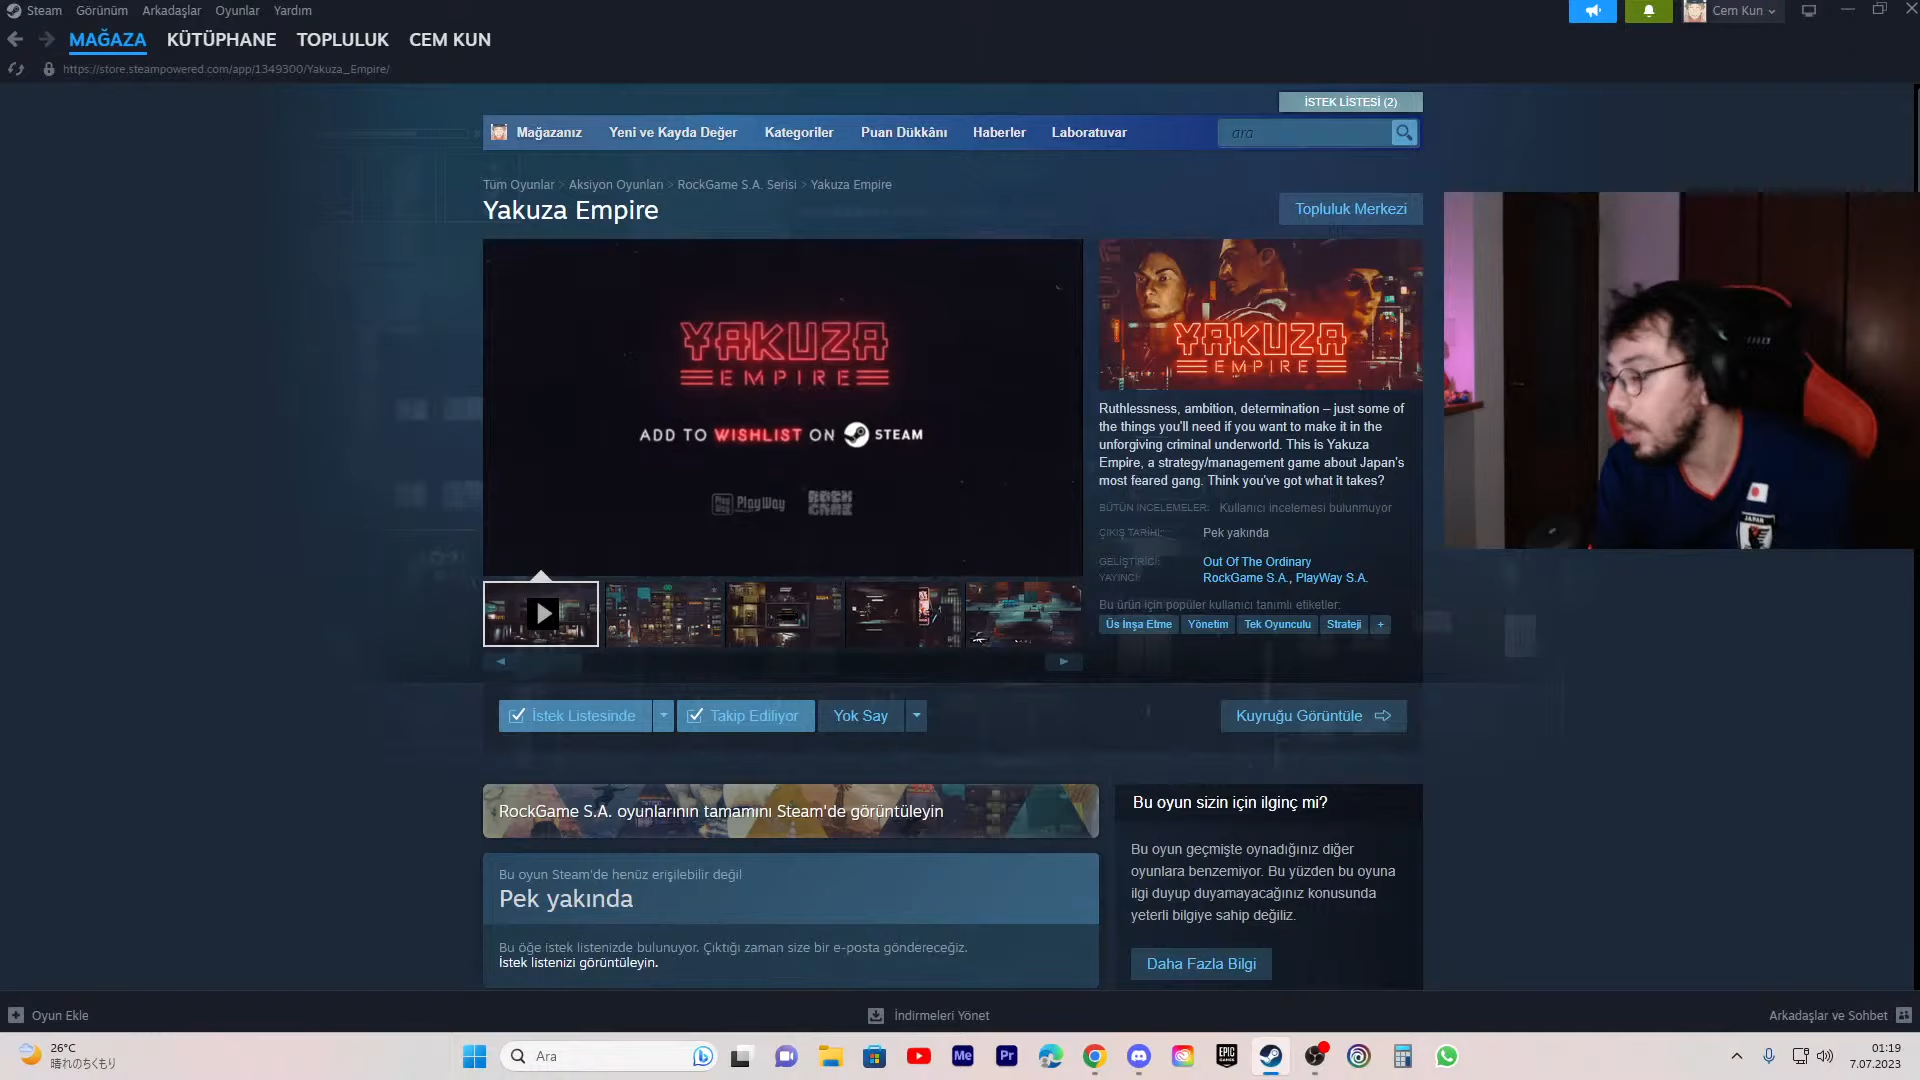 Steam Görünüm Arkadaşlar Oyunlar Yardım
Cem Kun
MAĞAZA KÜTÜPHANE TOPLULUK CEM KUN
https://store.steampowered.com/app/1349300/Yakuza_Empire/
İSTEK LİSTESİ (2)
Mağazanız Yeni ve Kayda Değer Kategoriler Puan Dükkânı Haberler Laboratuvar
ara
Tüm Oyunlar > Aksiyon Oyunları > RockGame S.A. Serisi > Yakuza Empire
Yakuza Empire
Topluluk Merkezi
YAKUZA
EMPIRE
ADD TO WISHLIST ON STEAM
PlayWay
ROCK
GAME
YAKUZA
EMPIRE
Ruthlessness, ambition, determination – just some of
the things you'll need if you want to make it in the
unforgiving criminal underworld. This is Yakuza
Empire, a strategy/management game about Japan's
most feared gang. Think you've got what it takes?
BÜTÜN İNCELEMELER: Kullanıcı incelemesi bulunmuyor
ÇIKIŞ TARİHİ: Pek yakında
GELİŞTİRİCİ: Out Of The Ordinary
YAYINCI: RockGame S.A., PlayWay S.A.
Bu ürün için popüler kullanıcı tanımlı etiketler:
Üs İnşa Etme Yönetim Tek Oyunculu Strateji +
JAPAN
İstek Listesinde Takip Ediliyor Yok Say
Kuyruğu Görüntüle
RockGame S.A. oyunlarının tamamını Steam'de görüntüleyin
Bu oyun Steam'de henüz erişilebilir değil
Pek yakında
Bu öğe istek listenizde bulunuyor. Çıktığı zaman size bir e-posta göndereceğiz.
İstek listenizi görüntüleyin.
Bu oyun sizin için ilginç mi?
Bu oyun geçmişte oynadığınız diğer
oyunlara benzemiyor. Bu yüzden bu oyuna
ilgi duyup duyamayacağınız konusunda
yeterli bilgiye sahip değiliz.
Daha Fazla Bilgi
Oyun Ekle
İndirmeleri Yönet
Arkadaşlar ve Sohbet
26°C
晴れのちくもり
Ara
Me
Pr
EPIC
GAMES
01:19
7.07.2023